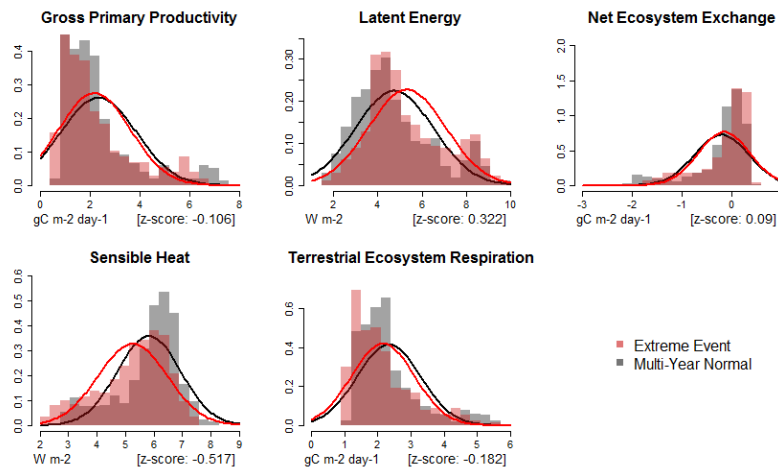 Gross Primary Productivity
0.0 0.1 0.2 0.3 0.4
0 2 4 6 8
gC m-2 day-1 [z-score: -0.106]
Latent Energy
0.00 0.10 0.20 0.30
2 4 6 8 10
W m-2 [z-score: 0.322]
Net Ecosystem Exchange
0.0 0.5 1.0 1.5 2.0
-3 -2 -1 0
gC m-2 day-1 [z-score: 0.09]
Sensible Heat
0.0 0.1 0.2 0.3 0.4 0.5 0.6
2 3 4 5 6 7 8 9
W m-2 [z-score: -0.517]
Terrestrial Ecosystem Respiration
0.0 0.2 0.4 0.6
0 1 2 3 4 5 6
gC m-2 day-1 [z-score: -0.182]
Extreme Event
Multi-Year Normal